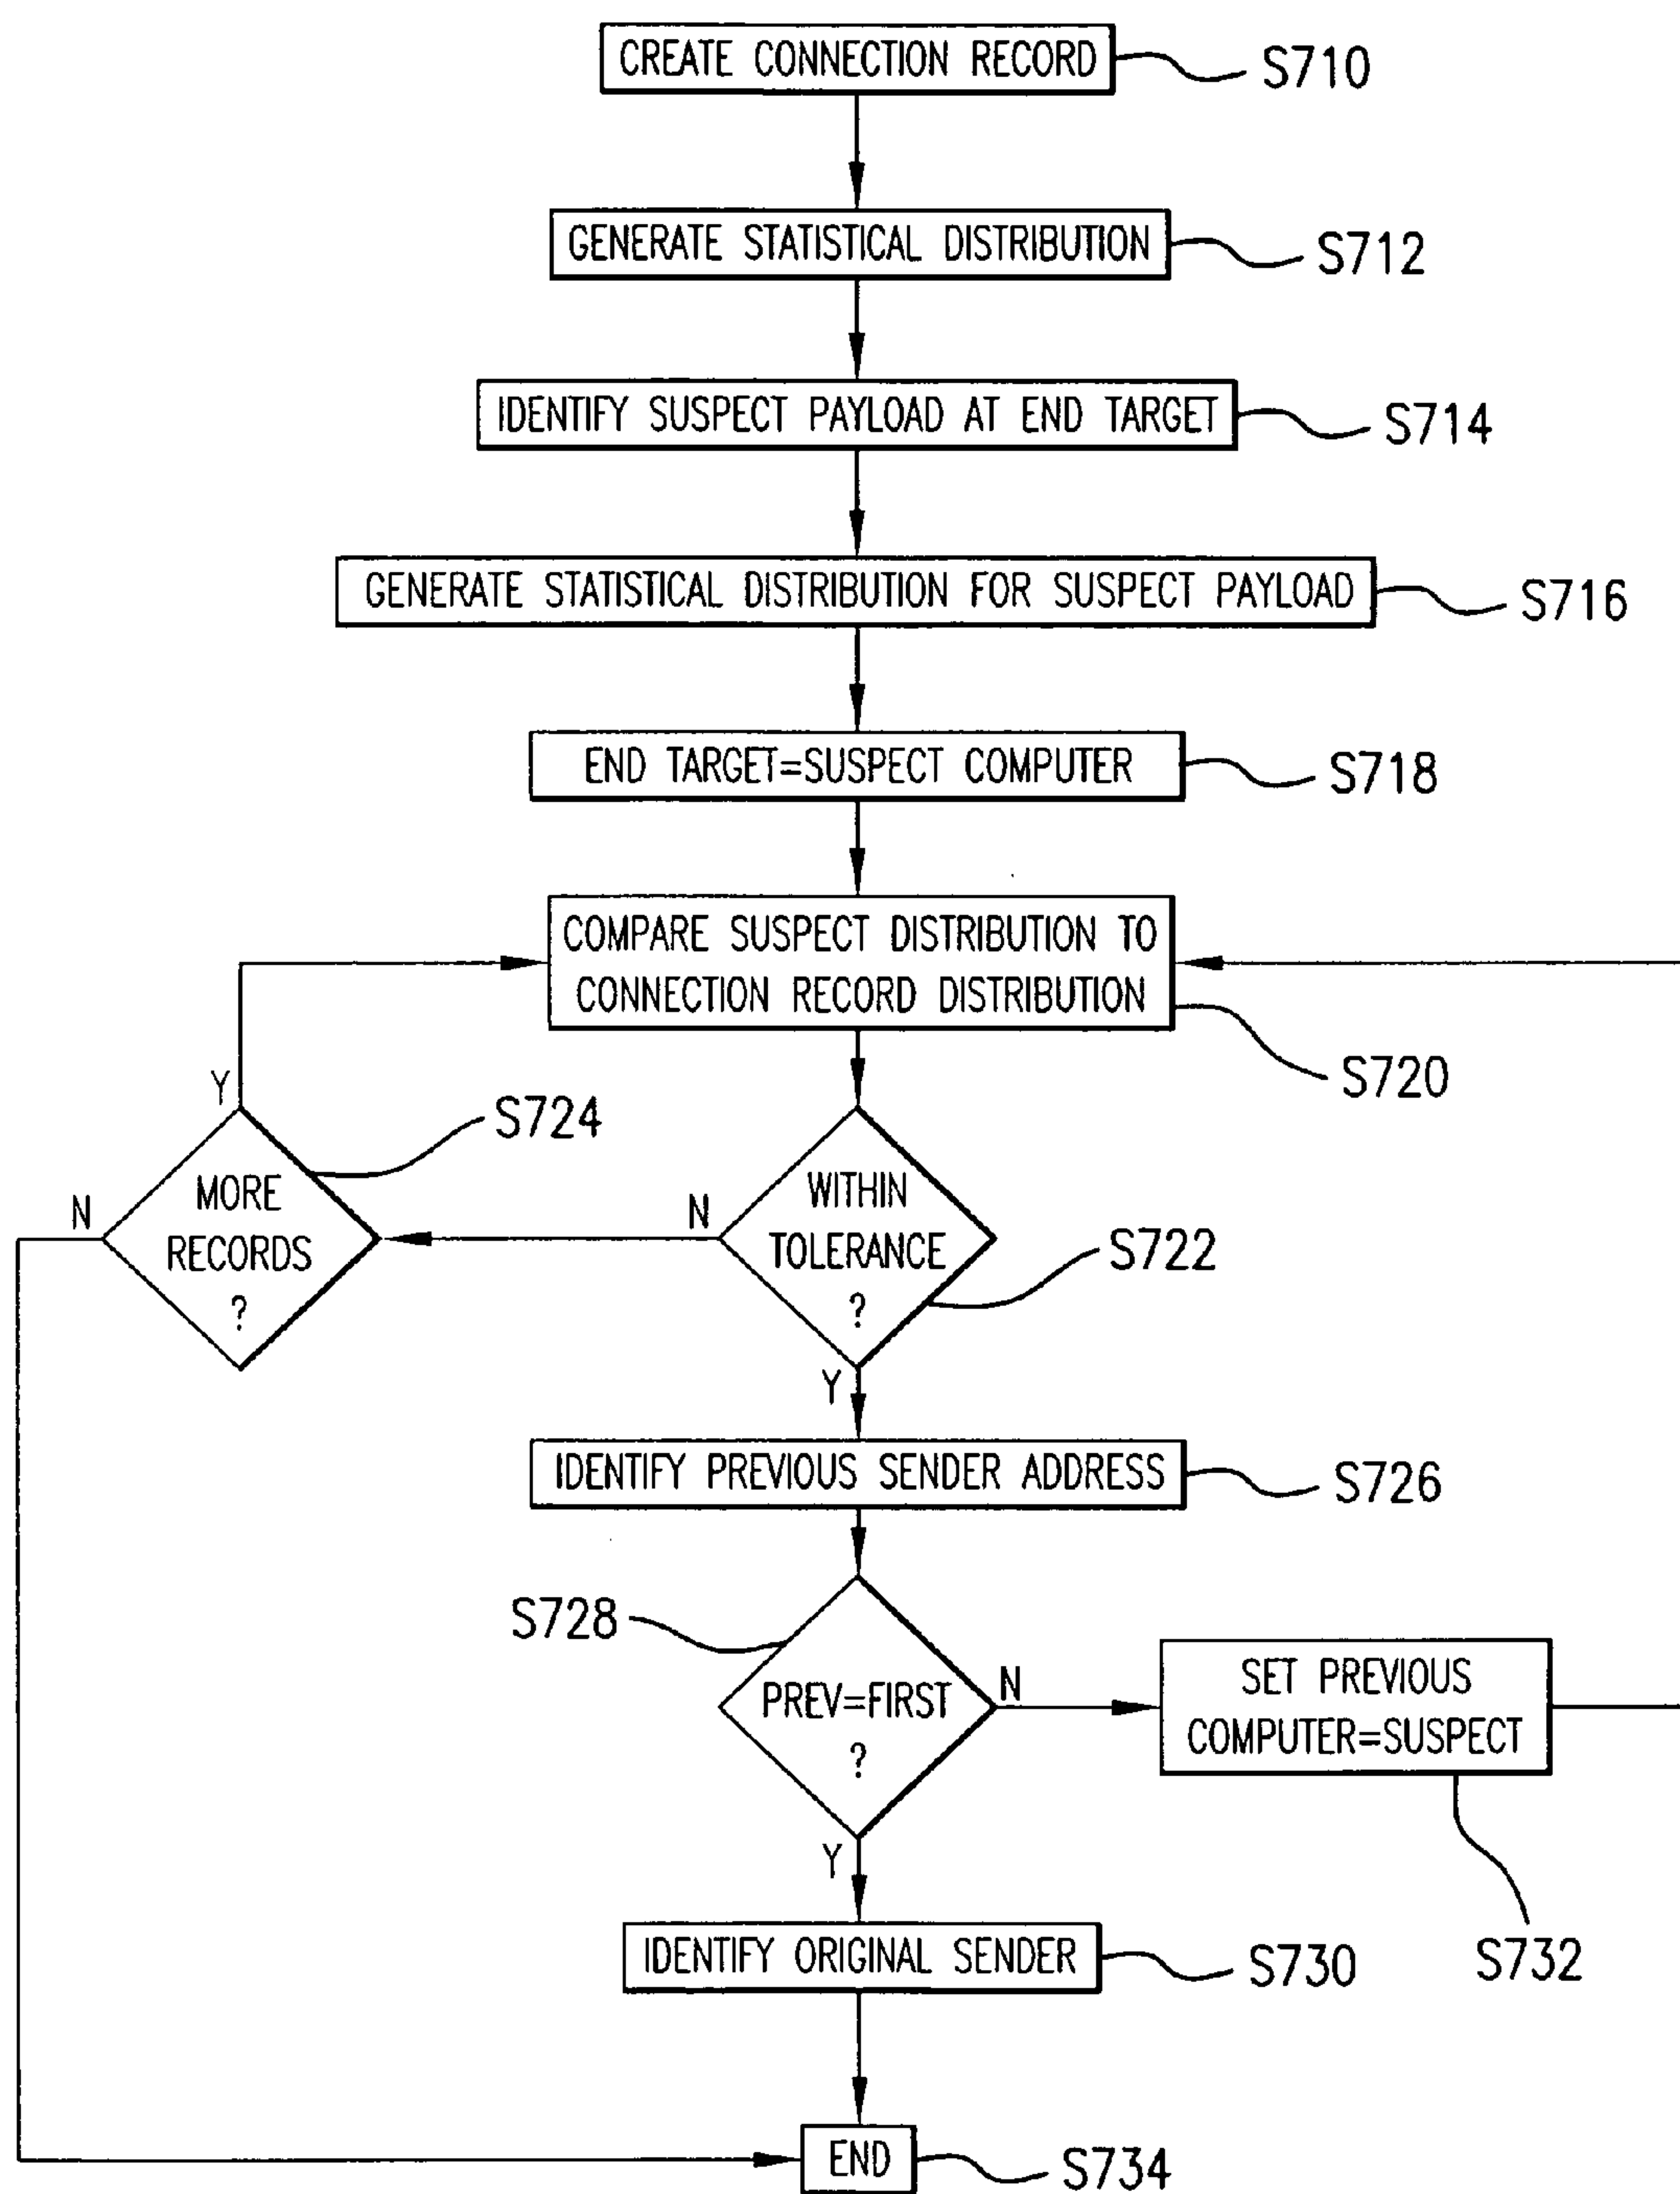 CREATE CONNECTION RECORD
S710
GENERATE STATISTICAL DISTRIBUTION
S712
IDENTIFY SUSPECT PAYLOAD AT END TARGET
S714
GENERATE STATISTICAL DISTRIBUTION FOR SUSPECT PAYLOAD
S716
END TARGET=SUSPECT COMPUTER
S718
COMPARE SUSPECT DISTRIBUTION TO
CONNECTION RECORD DISTRIBUTION
S720
Y
S724
MORE
RECORDS
?
N
N
WITHIN
TOLERANCE
?
S722
Y
IDENTIFY PREVIOUS SENDER ADDRESS
S726
S728
PREV=FIRST
?
N
SET PREVIOUS
COMPUTER=SUSPECT
S732
Y
IDENTIFY ORIGINAL SENDER
S730
END
S734